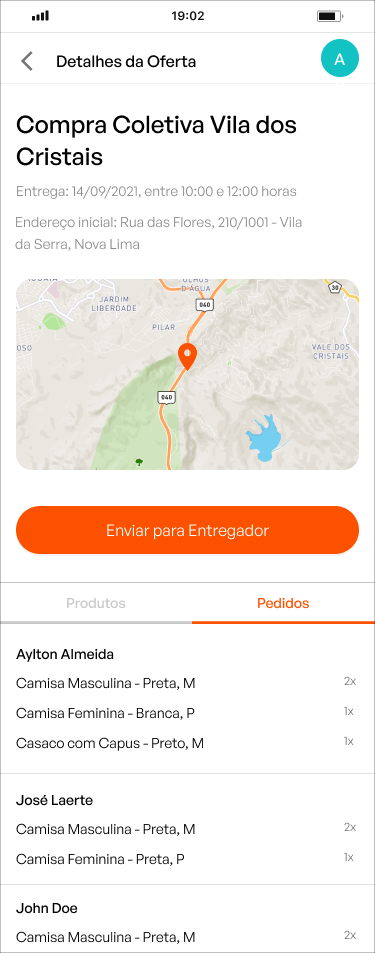 19:02
Detalhes da Oferta
A
Compra Coletiva Vila dos
Cristais
Entrega: 14/09/2021, entre 10:00 e 12:00 horas
Endereço inicial: Rua das Flores, 210/1001 - Vila
da Serra, Nova Lima
D'ÁGUA
30
JARDIM
LIBERDADE
040
PILAR
OSO
VALE DOS
CRISTAIS
040
Enviar para Entregador
Produtos
Pedidos
Aylton Almeida
Camisa Masculina - Preta, M 2x
Camisa Feminina - Branca, P 1x
Casaco com Capus - Preto, M 1x
José Laerte
Camisa Masculina - Preta, M 2x
Camisa Feminina - Preta, P 1x
John Doe
Camisa Masculina - Preta, M 2x